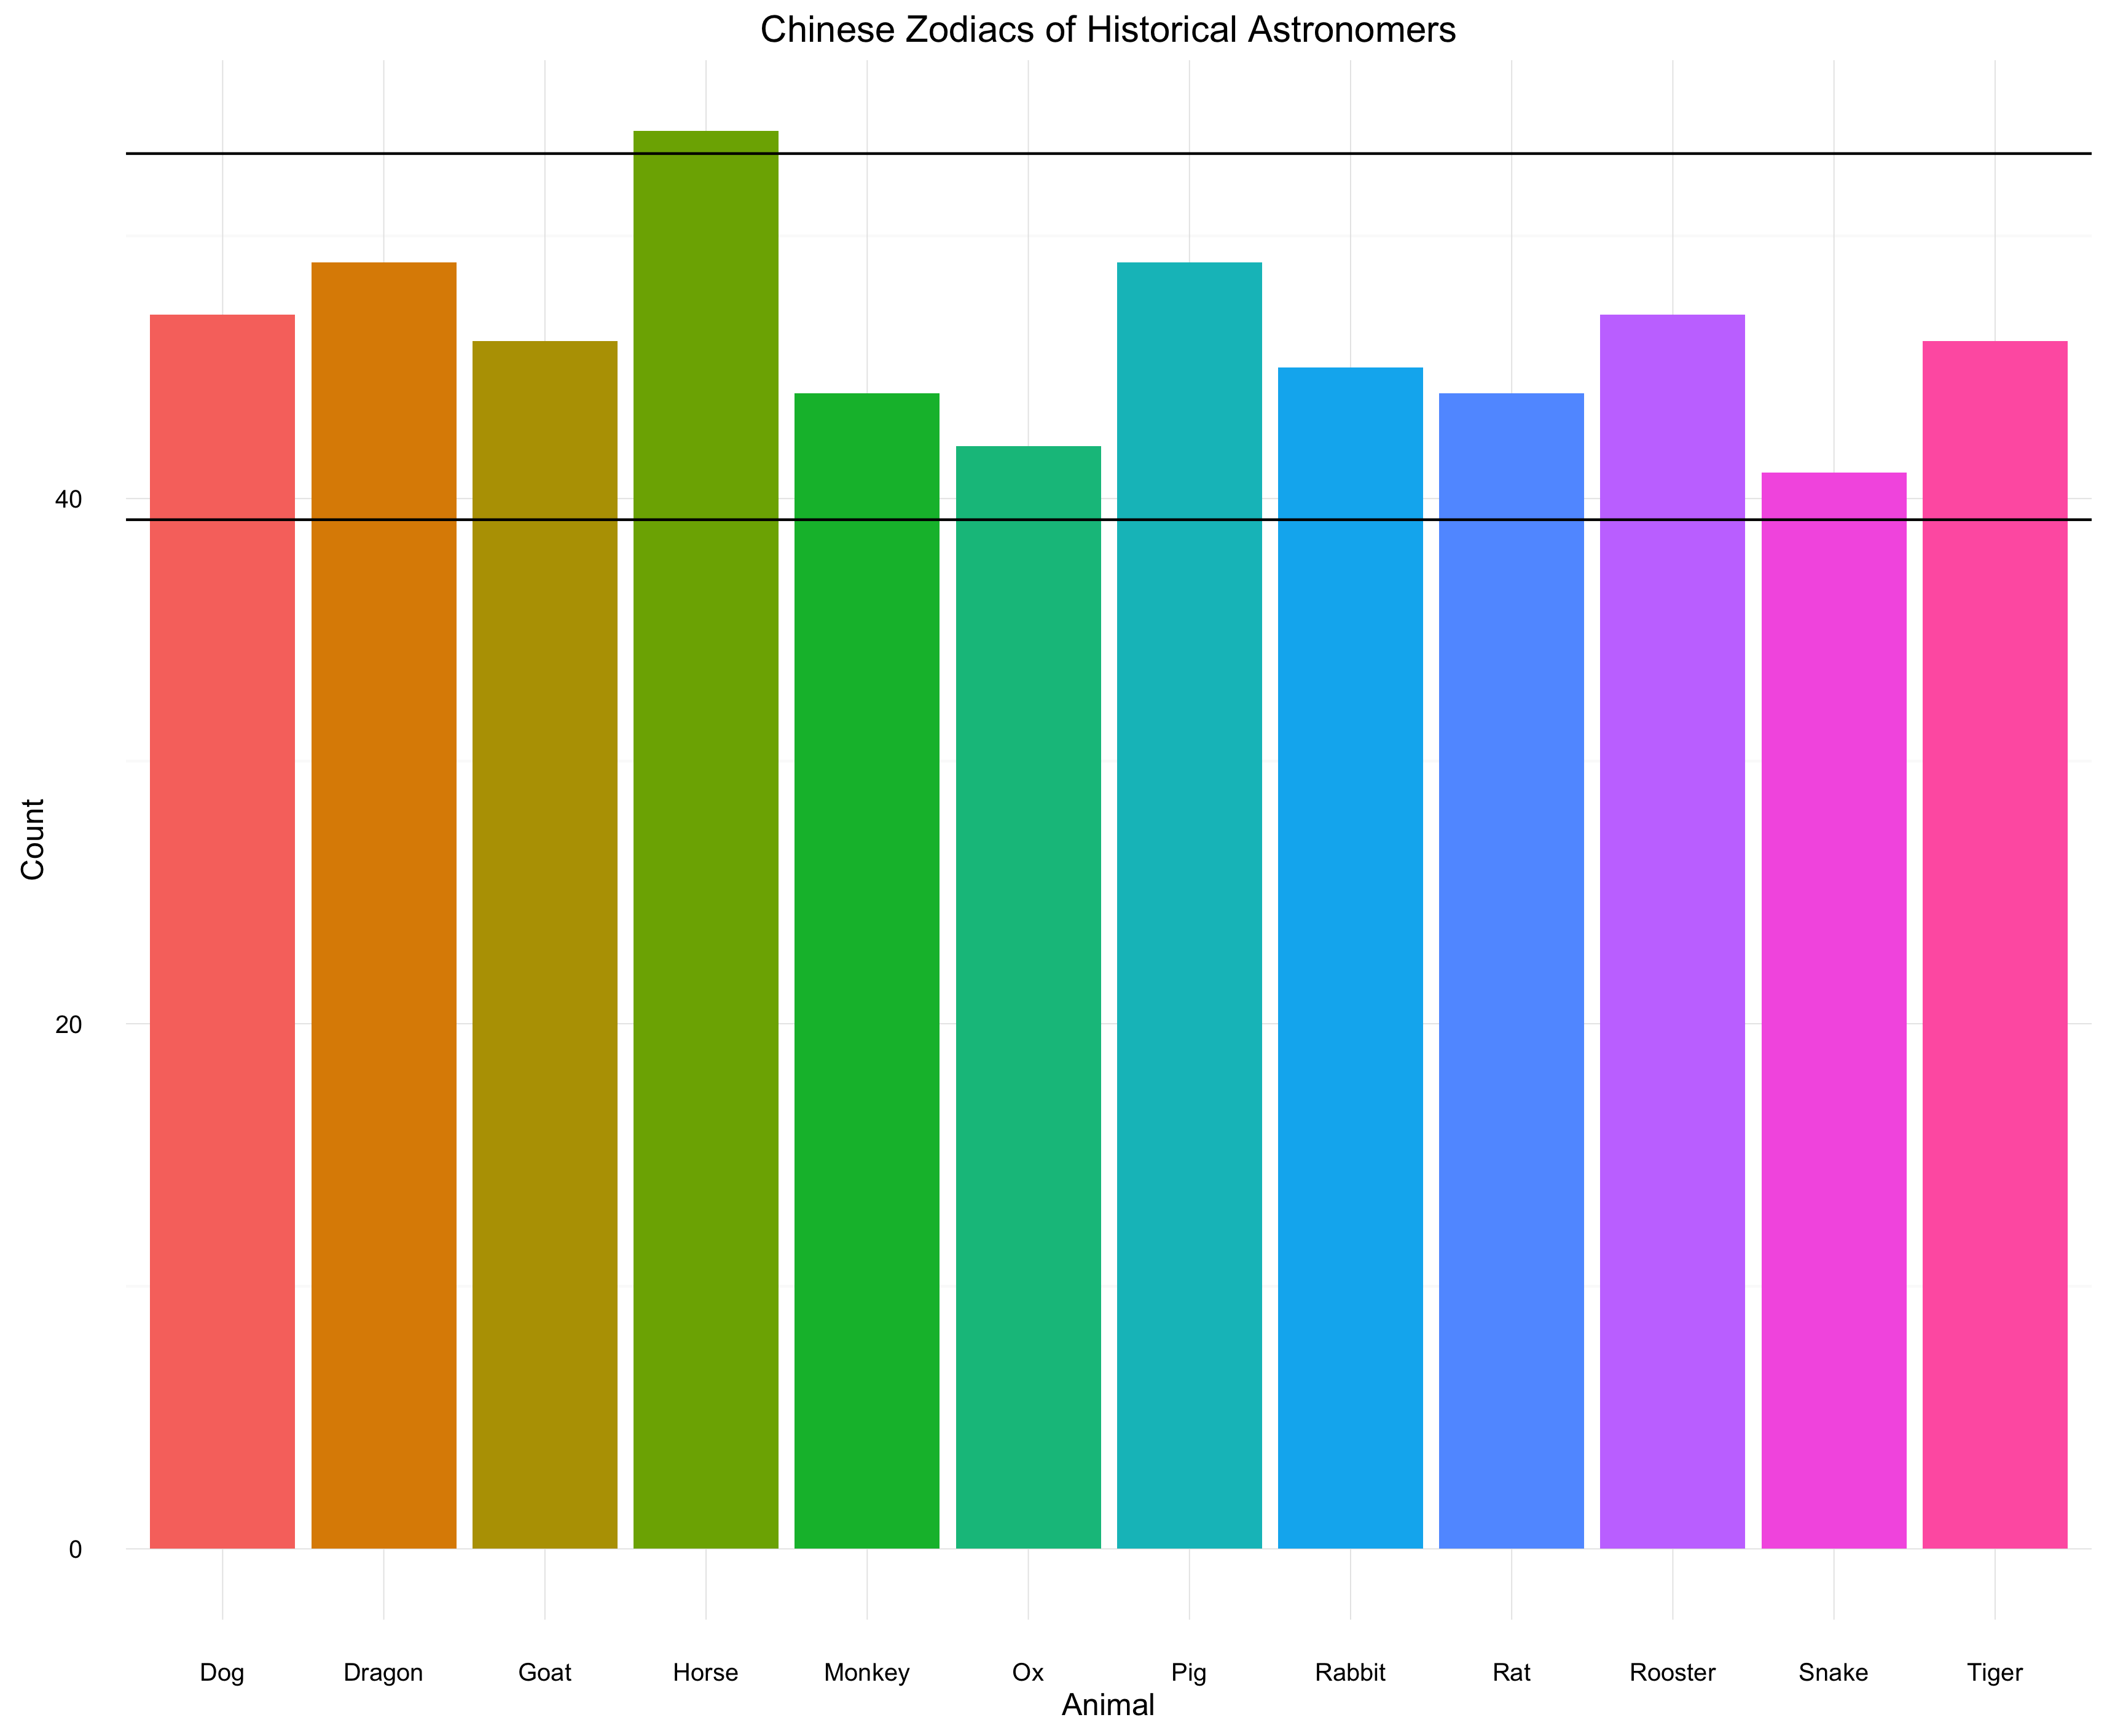 Chinese Zodiacs of Historical Astronomers
Count
40
20
0
Dog Dragon Goat Horse Monkey Ox Pig Rabbit Rat Rooster Snake Tiger
Animal